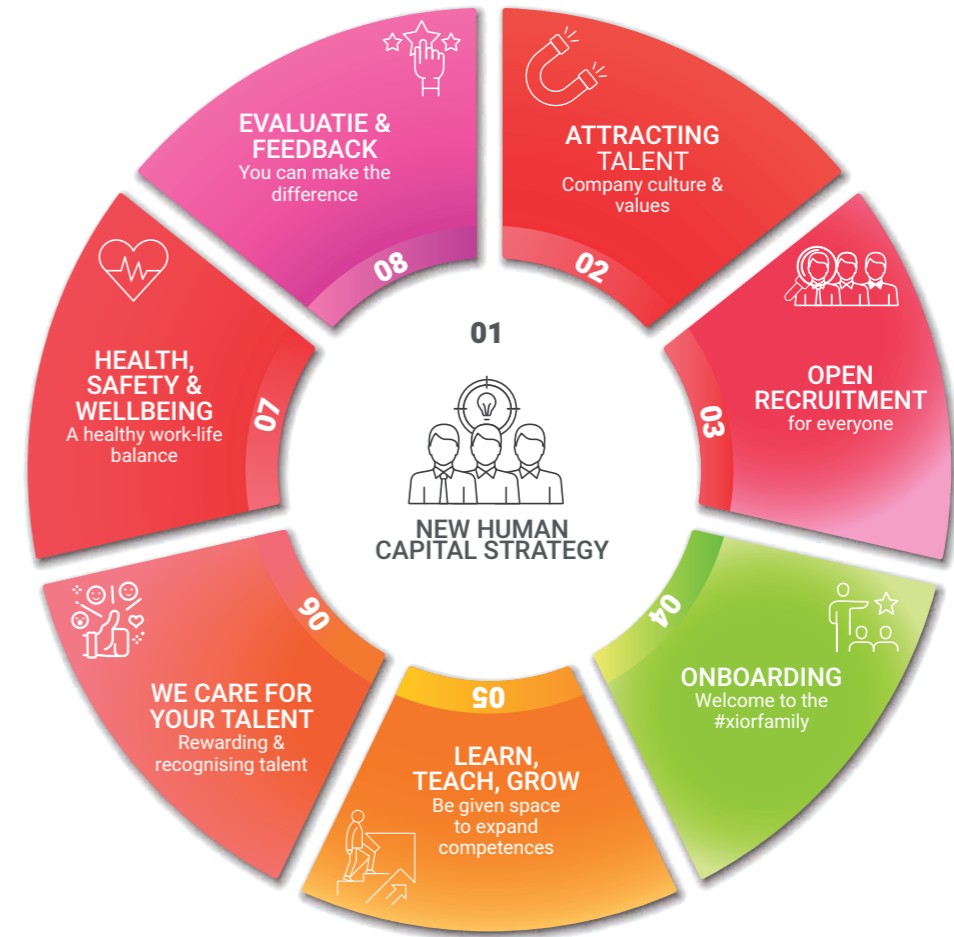 01
NEW HUMAN
CAPITAL STRATEGY
ATTRACTING
TALENT
Company culture &
values
02
OPEN
RECRUITMENT
for everyone
03
ONBOARDING
Welcome to the
#xiorfamily
04
05
LEARN,
TEACH, GROW
Be given space
to expand
competences
06
WE CARE FOR
YOUR TALENT
Rewarding &
recognising talent
07
HEALTH,
SAFETY &
WELLBEING
A healthy work-life
balance
08
EVALUATIE &
FEEDBACK
You can make the
difference